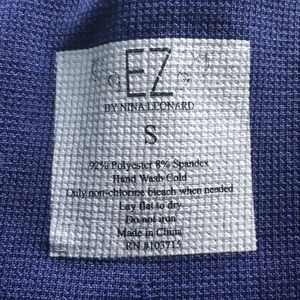 EZ
BY NINA LEONARD
S
92% Polyester 8% Spandex
Hand Wash Cold
Only non-chlorine bleach when needed
Lay flat to dry
Do not iron
Made in China
RN #103715